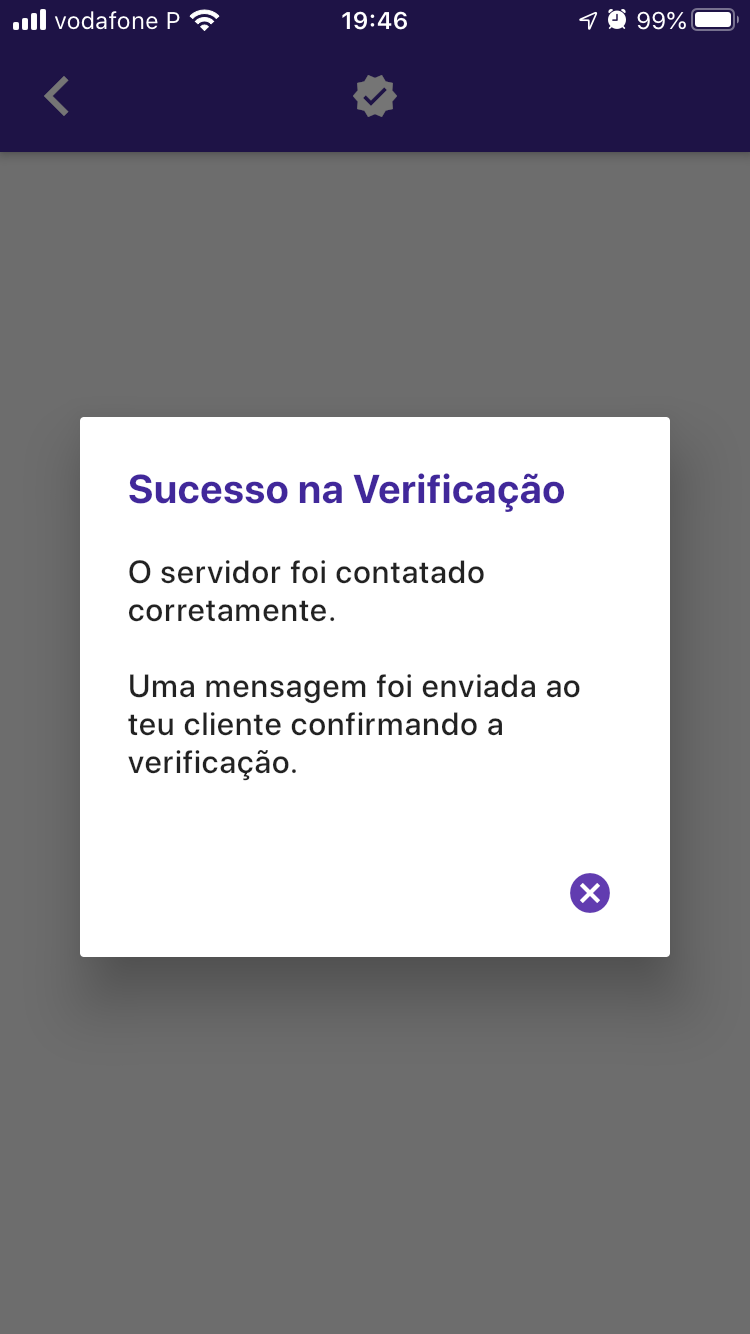 vodafone P 19:46 99%
Sucesso na Verificação
O servidor foi contatado
corretamente.
Uma mensagem foi enviada ao
teu cliente confirmando a
verificação.